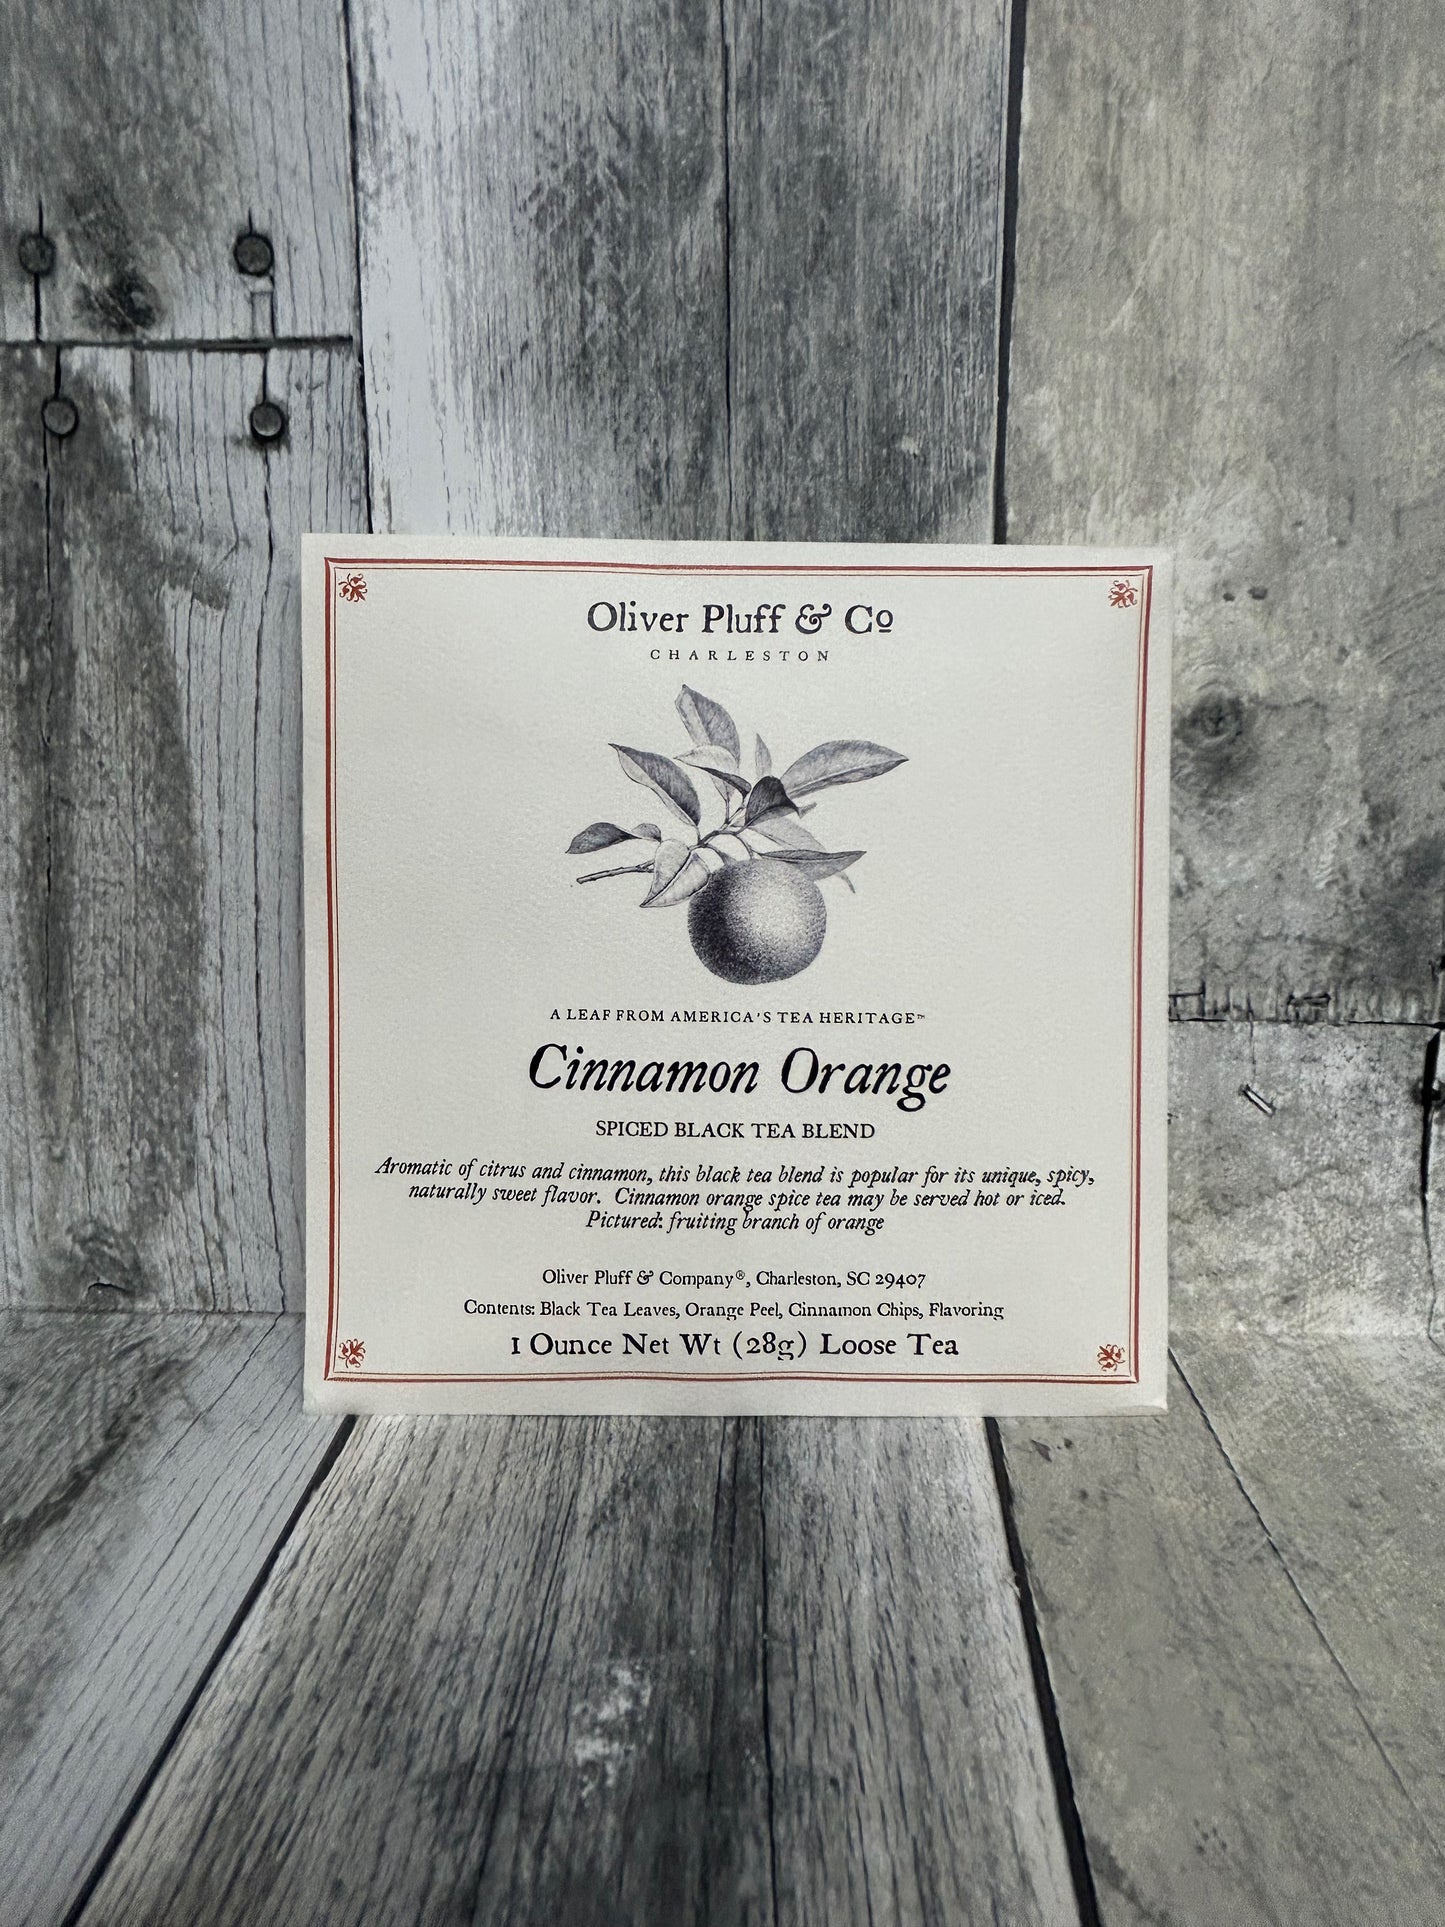 Oliver Pluff & Co
CHARLESTON
A LEAF FROM AMERICA'S TEA HERITAGE™
Cinnamon Orange
SPICED BLACK TEA BLEND
Aromatic of citrus and cinnamon, this black tea blend is popular for its unique, spicy,
naturally sweet flavor. Cinnamon orange spice tea may be served hot or iced.
Pictured: fruiting branch of orange
Oliver Pluff & Company®, Charleston, SC 29407
Contents: Black Tea Leaves, Orange Peel, Cinnamon Chips, Flavoring
1 Ounce Net Wt (28g) Loose Tea